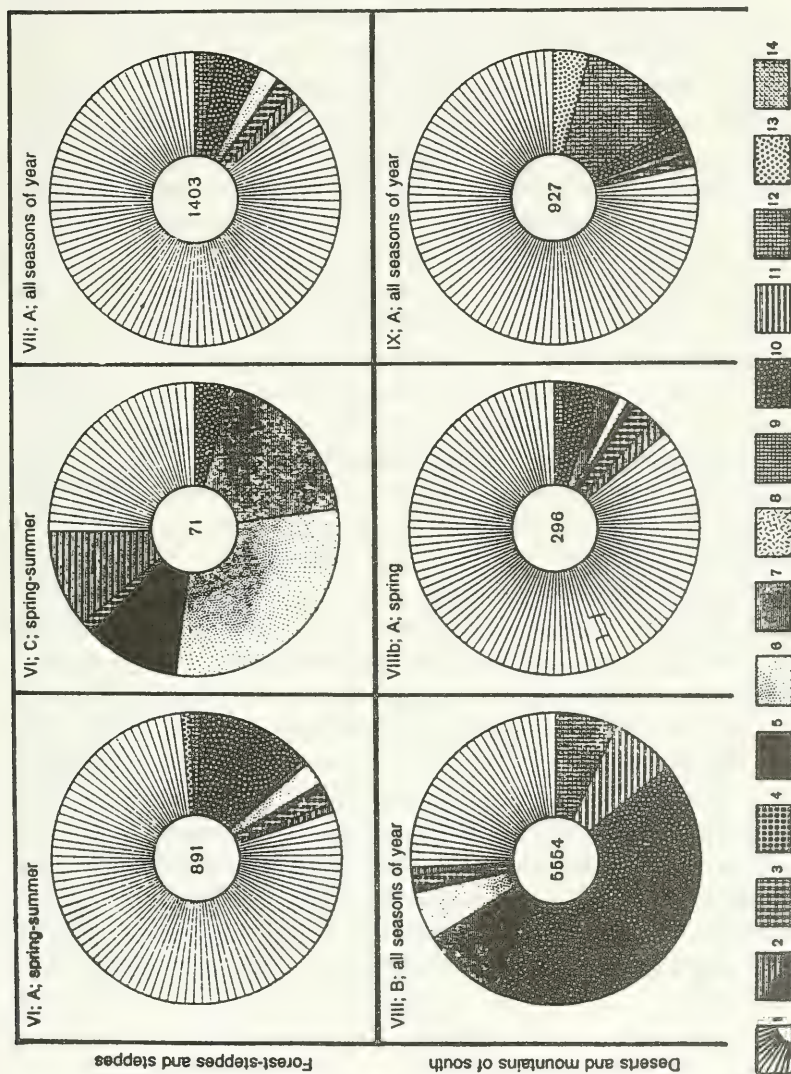 Forest-steppes and steppes
VI; A; spring-summer
891
VI; C; spring-summer
71
VII; A; all seasons of year
1403
Deserts and mountains of south
VIII; B; all seasons of year
5554
VIIIb; A; spring
296
IX; A; all seasons of year
927
1 2 3 4 5 6 7 8 9 10 11 12 13 14